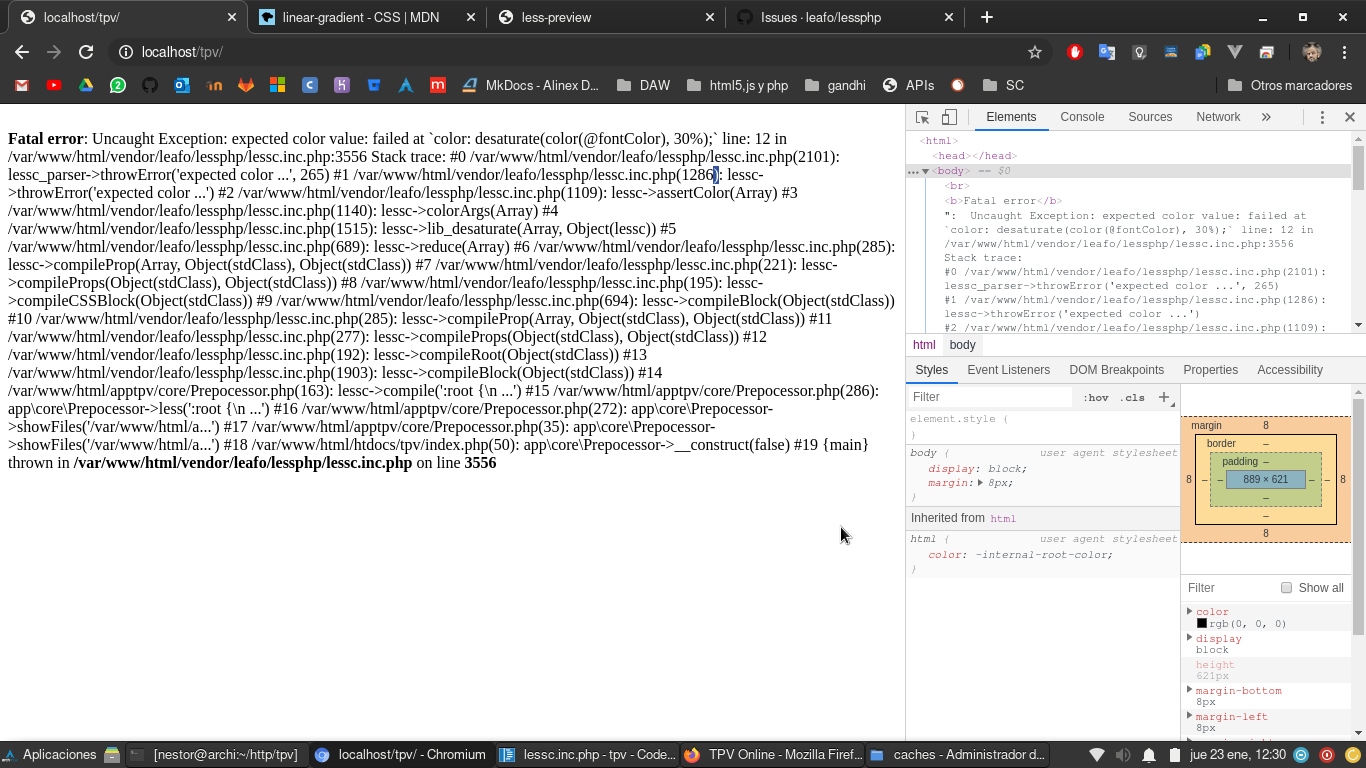 localhost/tpv/
linear-gradient - CSS | MDN
less-preview
Issues · leafo/lessphp
localhost/tpv/
MkDocs - Alinex D...
DAW
html5,js y php
gandhi
APIs
SC
Otros marcadores
Fatal error: Uncaught Exception: expected color value: failed at `color: desaturate(color(@fontColor), 30%);` line: 12 in
/var/www/html/vendor/leafo/lessphp/lessc.inc.php:3556 Stack trace: #0 /var/www/html/vendor/leafo/lessphp/lessc.inc.php(2101):
lessc_parser->throwError('expected color ...', 265) #1 /var/www/html/vendor/leafo/lessphp/lessc.inc.php(1286): lessc-
>throwError('expected color ...') #2 /var/www/html/vendor/leafo/lessphp/lessc.inc.php(1109): lessc->assertColor(Array) #3
/var/www/html/vendor/leafo/lessphp/lessc.inc.php(1140): lessc->colorArgs(Array) #4
/var/www/html/vendor/leafo/lessphp/lessc.inc.php(1515): lessc->lib_desaturate(Array, Object(lessc)) #5
/var/www/html/vendor/leafo/lessphp/lessc.inc.php(689): lessc->reduce(Array) #6 /var/www/html/vendor/leafo/lessphp/lessc.inc.php(285):
lessc->compileProp(Array, Object(stdClass), Object(stdClass)) #7 /var/www/html/vendor/leafo/lessphp/lessc.inc.php(221): lessc-
>compileProps(Object(stdClass), Object(stdClass)) #8 /var/www/html/vendor/leafo/lessphp/lessc.inc.php(195): lessc-
>compileCSSBlock(Object(stdClass)) #9 /var/www/html/vendor/leafo/lessphp/lessc.inc.php(694): lessc->compileBlock(Object(stdClass))
#10 /var/www/html/vendor/leafo/lessphp/lessc.inc.php(285): lessc->compileProp(Array, Object(stdClass), Object(stdClass)) #11
/var/www/html/vendor/leafo/lessphp/lessc.inc.php(277): lessc->compileProps(Object(stdClass), Object(stdClass)) #12
/var/www/html/vendor/leafo/lessphp/lessc.inc.php(192): lessc->compileRoot(Object(stdClass)) #13
/var/www/html/vendor/leafo/lessphp/lessc.inc.php(1903): lessc->compileBlock(Object(stdClass)) #14
/var/www/html/apptpv/core/Prepocessor.php(163): lessc->compile(':root {\n ...') #15 /var/www/html/apptpv/core/Prepocessor.php(286):
app\core\Prepocessor->less(':root {\n ...') #16 /var/www/html/apptpv/core/Prepocessor.php(272): app\core\Prepocessor-
>showFiles('/var/www/html/a...') #17 /var/www/html/apptpv/core/Prepocessor.php(35): app\core\Prepocessor-
>showFiles('/var/www/html/a...') #18 /var/www/html/htdocs/tpv/index.php(50): app\core\Prepocessor->__construct(false) #19 {main}
thrown in /var/www/html/vendor/leafo/lessphp/lessc.inc.php on line 3556
Elements
Console
Sources
Network
<html>
<head></head>
<body> == $0
<br>
<b>Fatal error</b>
":  Uncaught Exception: expected color value: failed at
`color: desaturate(color(@fontColor), 30%);` line: 12 in
/var/www/html/vendor/leafo/lessphp/lessc.inc.php:3556
Stack trace:
#0 /var/www/html/vendor/leafo/lessphp/lessc.inc.php(2101):
lessc_parser->throwError('expected color ...', 265)
#1 /var/www/html/vendor/leafo/lessphp/lessc.inc.php(1286):
lessc->throwError('expected color ...')
#2 /var/www/html/vendor/leafo/lessphp/lessc.inc.php(1109):
html
body
Styles
Event Listeners
DOM Breakpoints
Properties
Accessibility
Filter
:hov
.cls
element.style {
}
body {
user agent stylesheet
display: block;
margin: 8px;
}
Inherited from html
html {
user agent stylesheet
color: -internal-root-color;
}
margin 8
border –
padding –
8 – – 889 × 621 – – 8
–
–
8
Filter
Show all
color
rgb(0, 0, 0)
display
block
height
621px
margin-bottom
8px
margin-left
8px
Aplicaciones
[nestor@archi:~/http/tpv]
localhost/tpv/ - Chromium
lessc.inc.php - tpv - Code...
TPV Online - Mozilla Firef...
caches - Administrador d...
jue 23 ene, 12:30